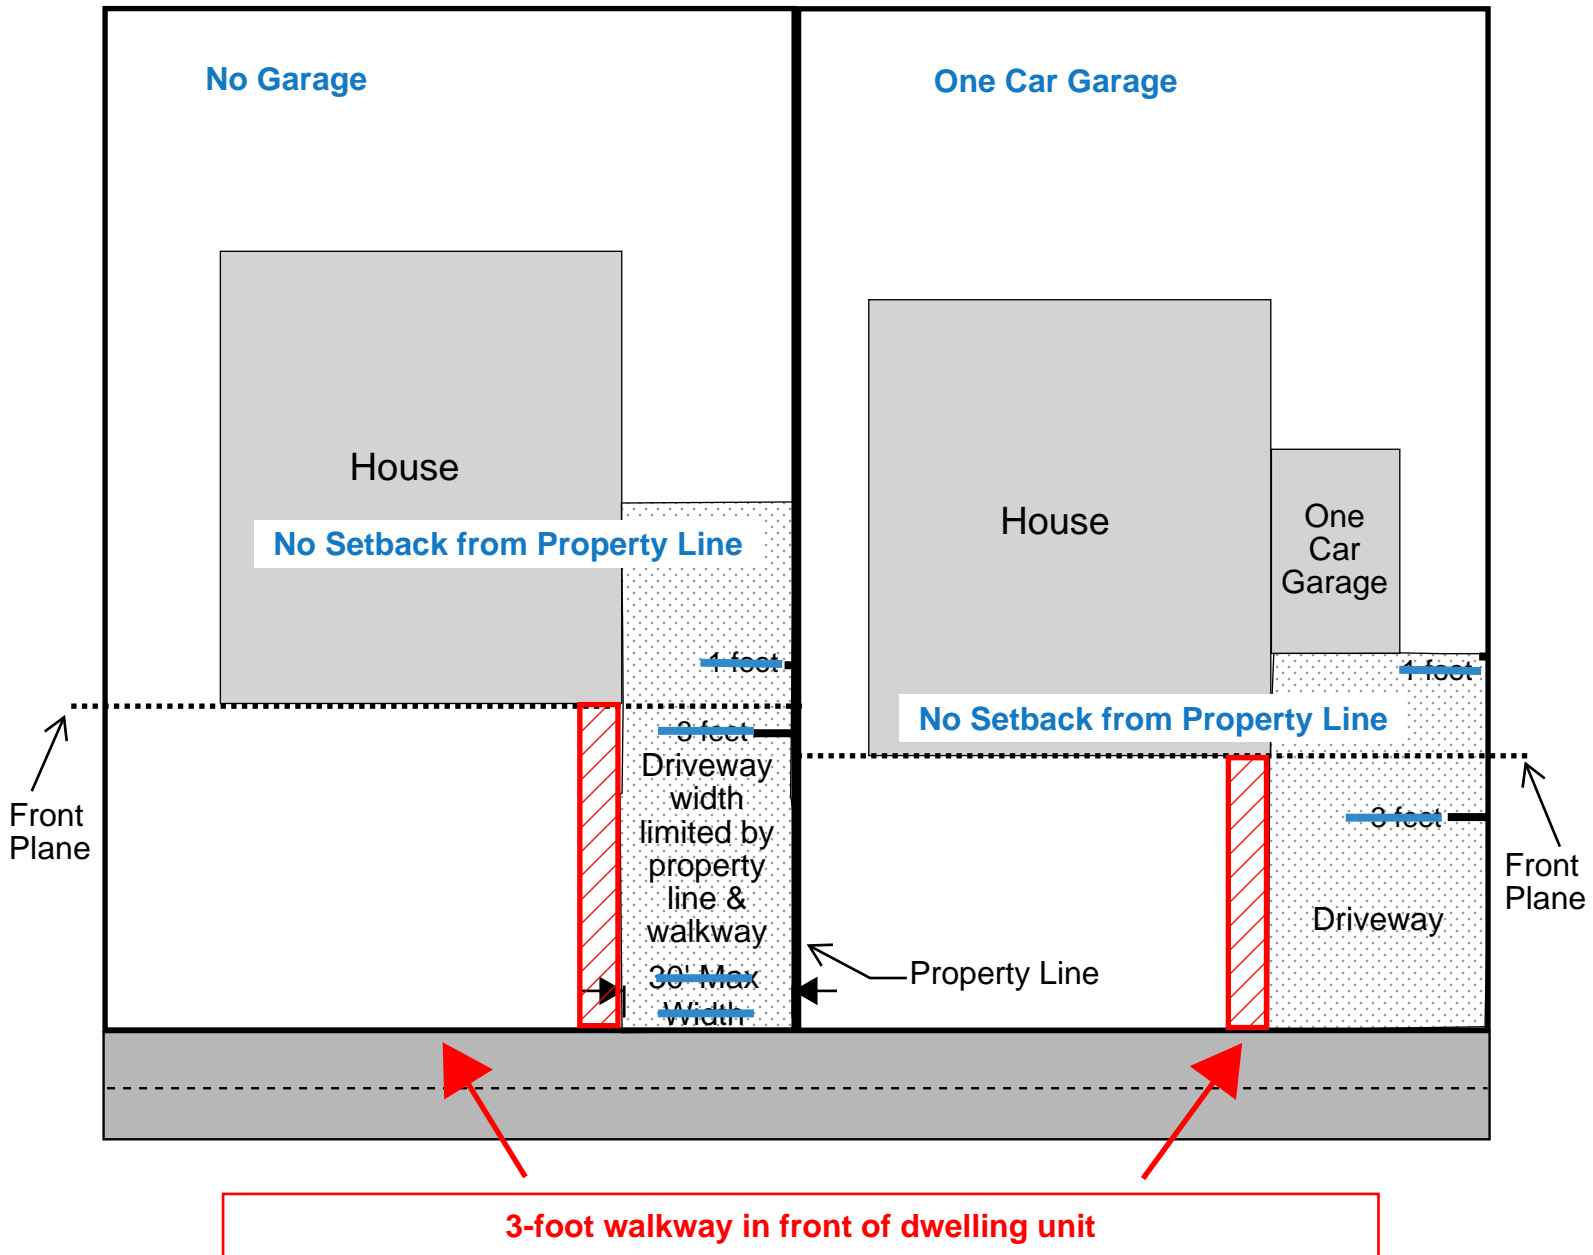 No Garage
One Car Garage
House
No Setback from Property Line
1 foot
3 feet
Driveway
width
limited by
property
line &
walkway
30' Max
Width
Front
Plane
Property Line
House
One
Car
Garage
1 foot
No Setback from Property Line
3 feet
Driveway
Front
Plane
3-foot walkway in front of dwelling unit